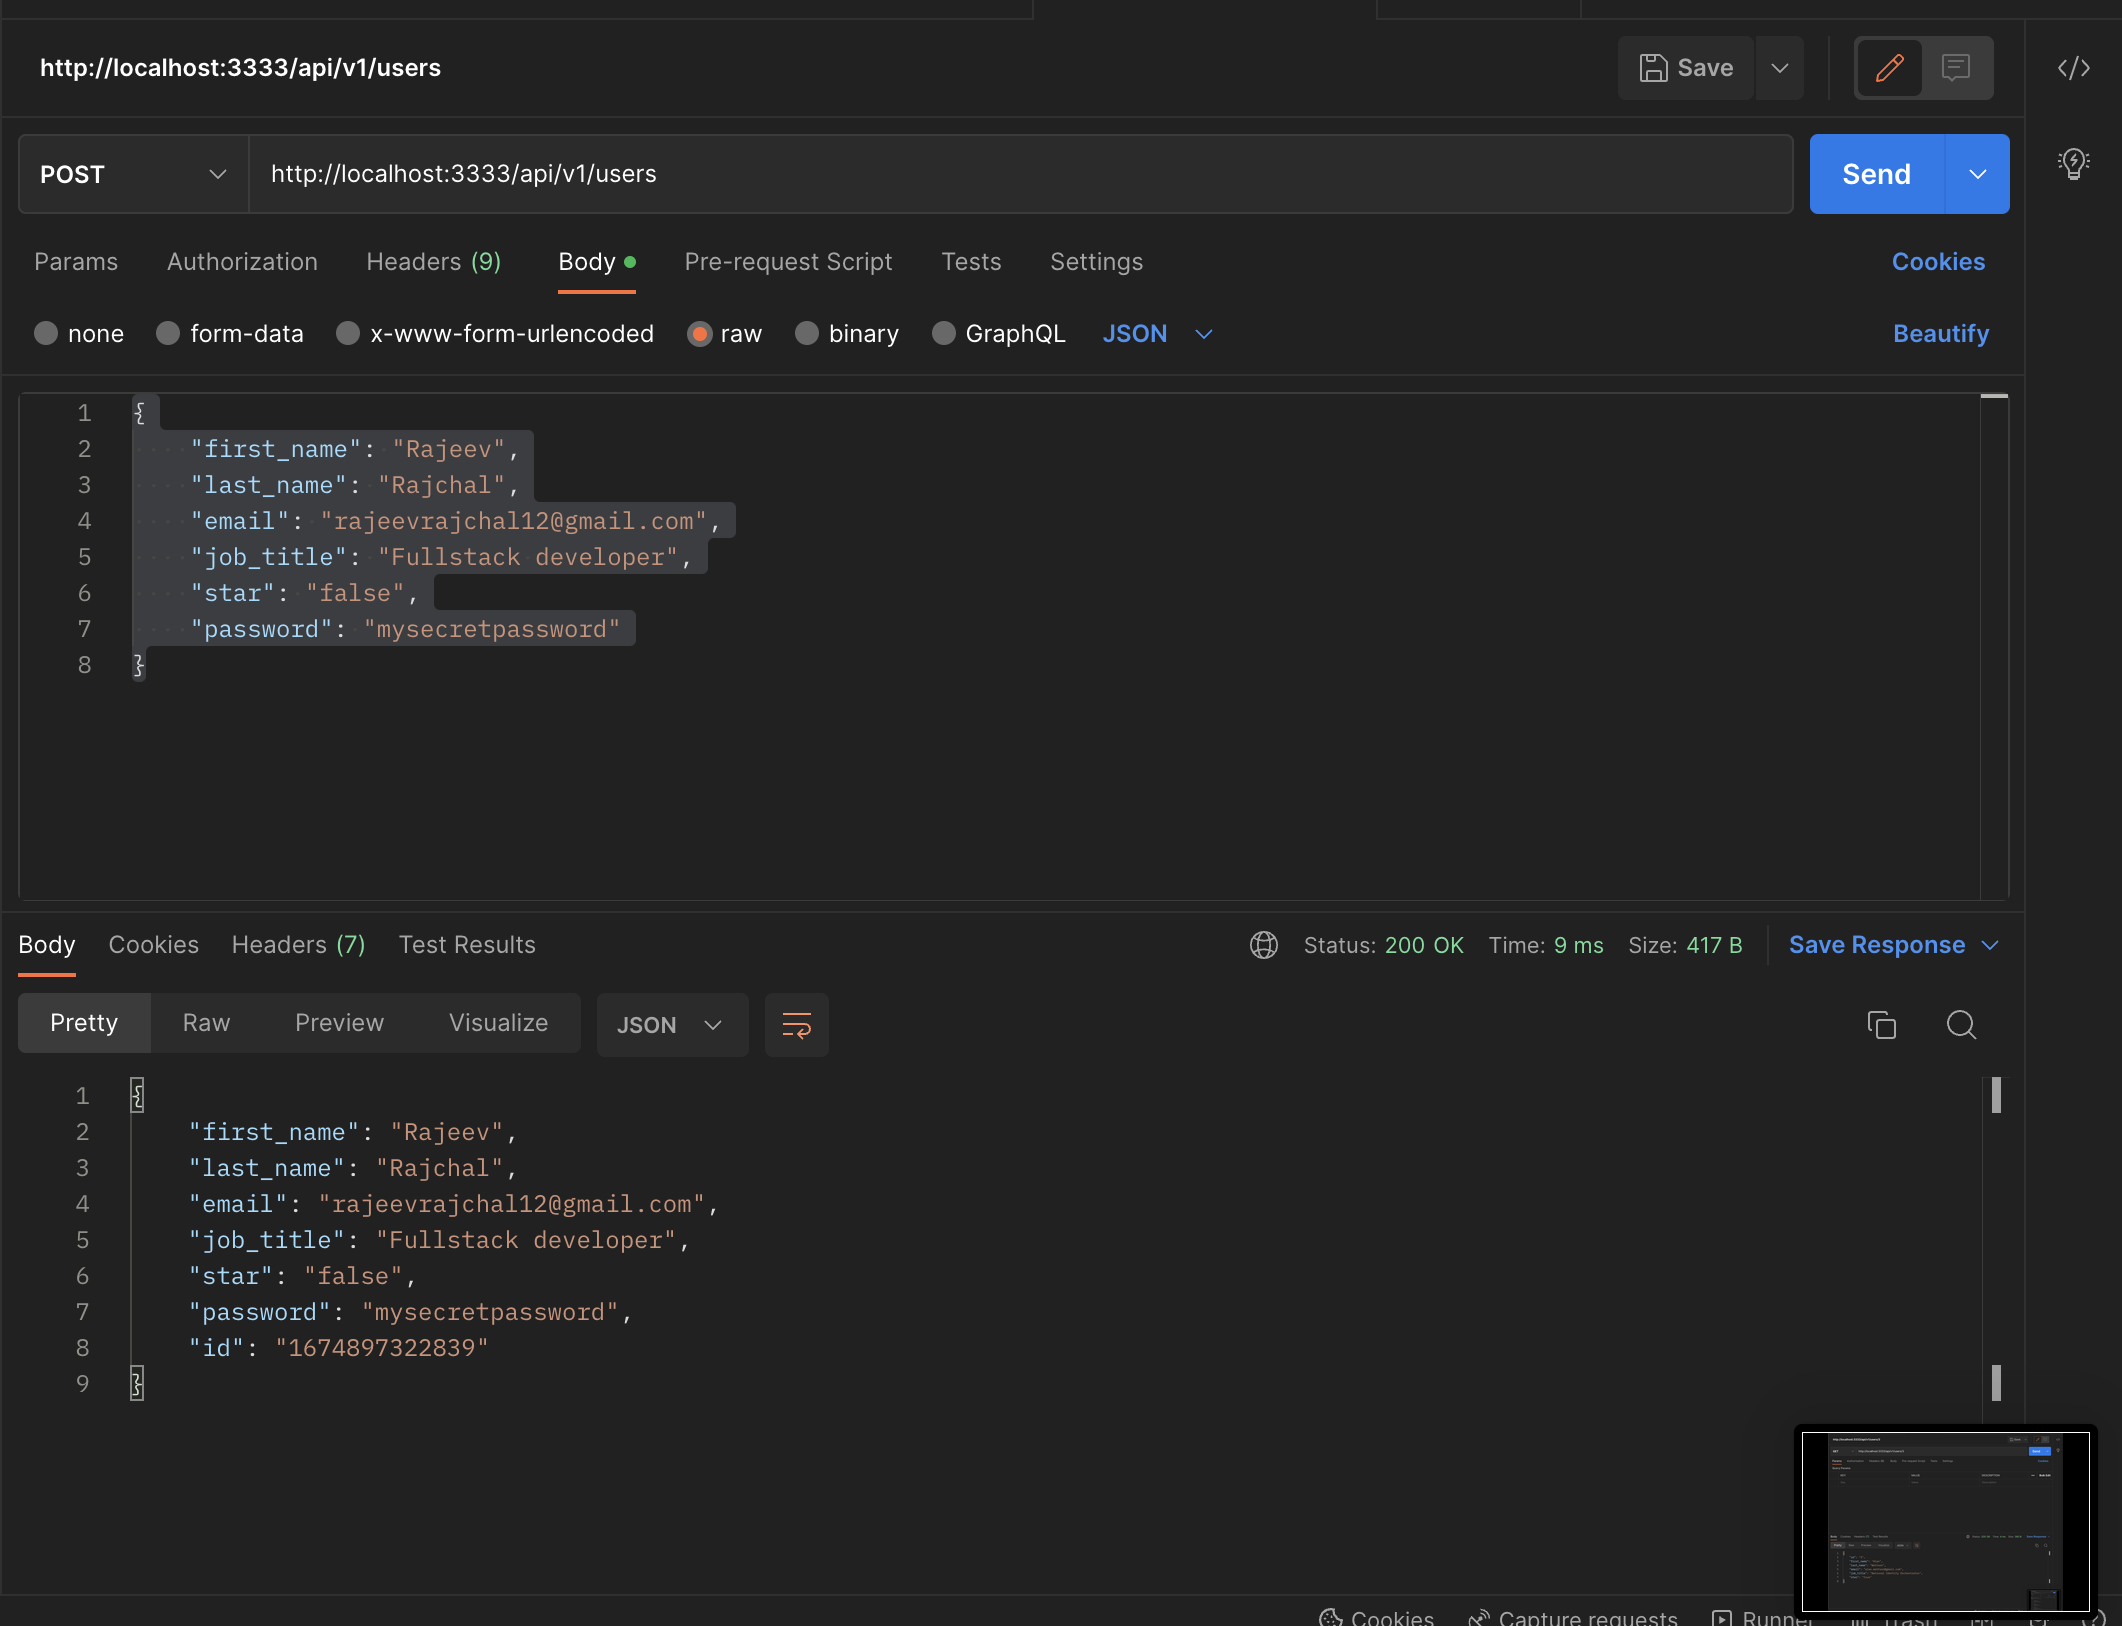 http://localhost:3333/api/v1/users Save
POST http://localhost:3333/api/v1/users Send
Params Authorization Headers (9) Body Pre-request Script Tests Settings Cookies
none form-data x-www-form-urlencoded raw binary GraphQL JSON Beautify
1 {
2 "first_name": "Rajeev",
3 "last_name": "Rajchal",
4 "email": "rajeevrajchal12@gmail.com",
5 "job_title": "Fullstack developer",
6 "star": "false",
7 "password": "mysecretpassword"
8 }
Body Cookies Headers (7) Test Results Status: 200 OK Time: 9 ms Size: 417 B Save Response
Pretty Raw Preview Visualize JSON
1 {
2 "first_name": "Rajeev",
3 "last_name": "Rajchal",
4 "email": "rajeevrajchal12@gmail.com",
5 "job_title": "Fullstack developer",
6 "star": "false",
7 "password": "mysecretpassword",
8 "id": "1674897322839"
9 }
Cookies Capture requests Runner Trash